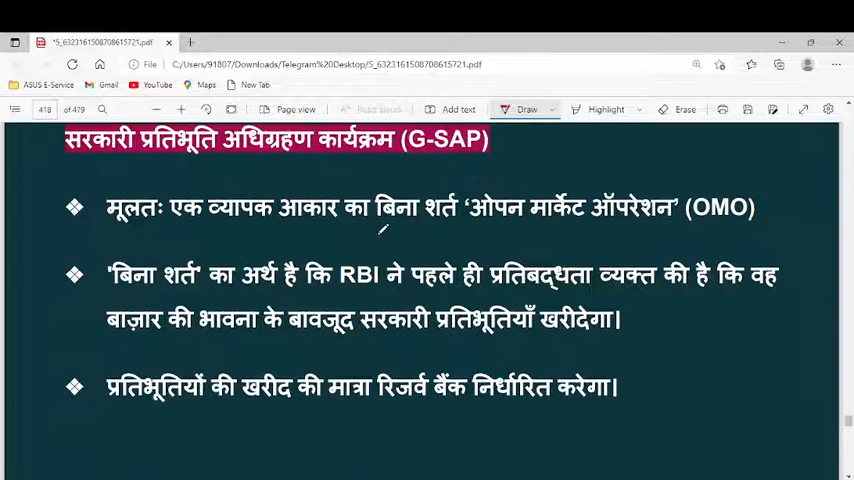 *5_6323161508708615721.pdf
File C:/Users/91807/Downloads/Telegram%20Desktop/5_6323161508708615721.pdf
ASUS E-Service Gmail YouTube Maps New Tab
418 of 479 Page view Read aloud Add text Draw Highlight Erase
सरकारी प्रतिभूति अधिग्रहण कार्यक्रम (G-SAP)
❖ मूलतः एक व्यापक आकार का बिना शर्त ‘ओपन मार्केट ऑपरेशन’ (OMO)
❖ 'बिना शर्त' का अर्थ है कि RBI ने पहले ही प्रतिबद्धता व्यक्त की है कि वह
बाज़ार की भावना के बावजूद सरकारी प्रतिभूतियाँ खरीदेगा।
❖ प्रतिभूतियों की खरीद की मात्रा रिजर्व बैंक निर्धारित करेगा।